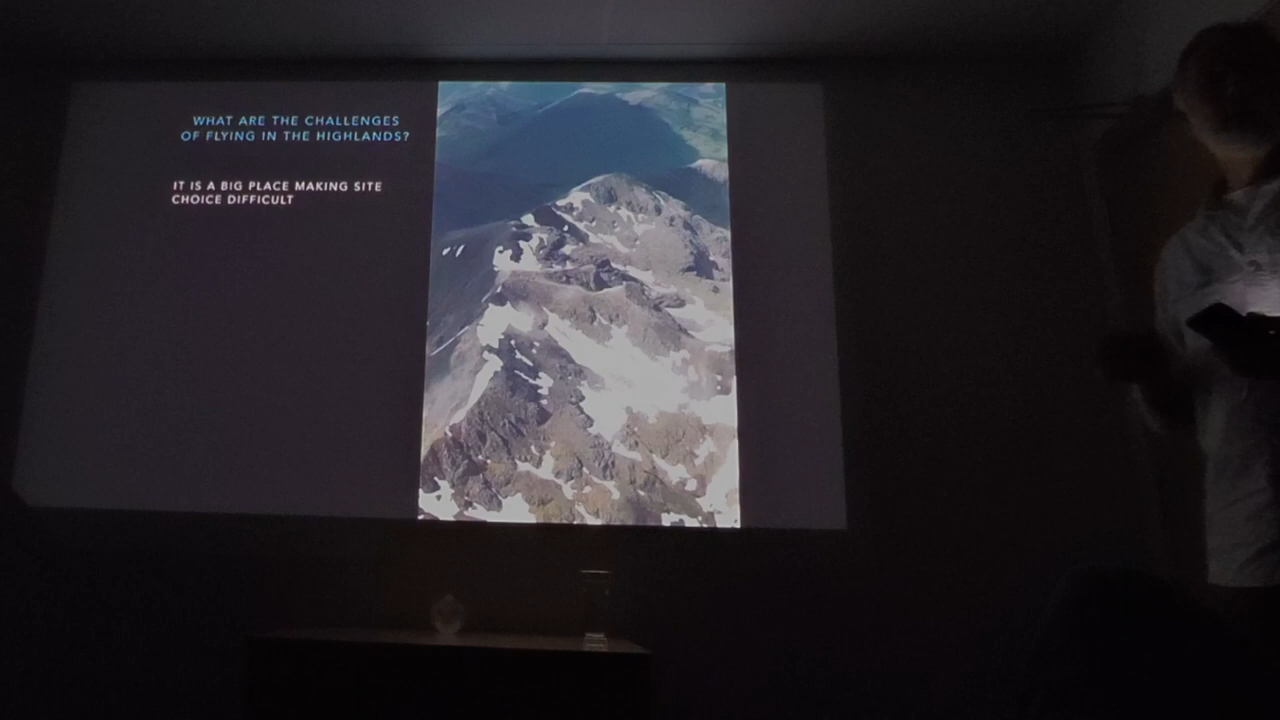 WHAT ARE THE CHALLENGES
OF FLYING IN THE HIGHLANDS?
IT IS A BIG PLACE MAKING SITE
CHOICE DIFFICULT